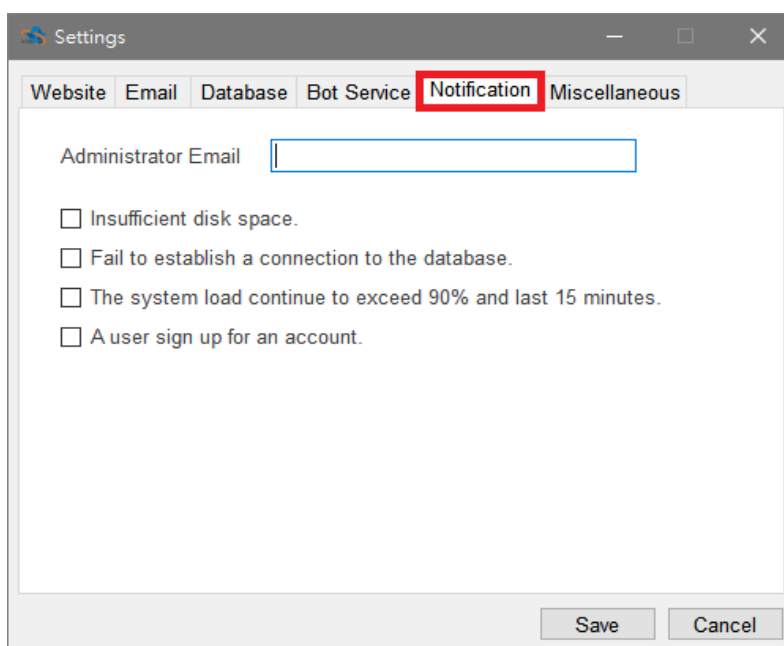 Settings
Website Email Database Bot Service Notification Miscellaneous
Administrator Email
Insufficient disk space.
Fail to establish a connection to the database.
The system load continue to exceed 90% and last 15 minutes.
A user sign up for an account.
Save Cancel